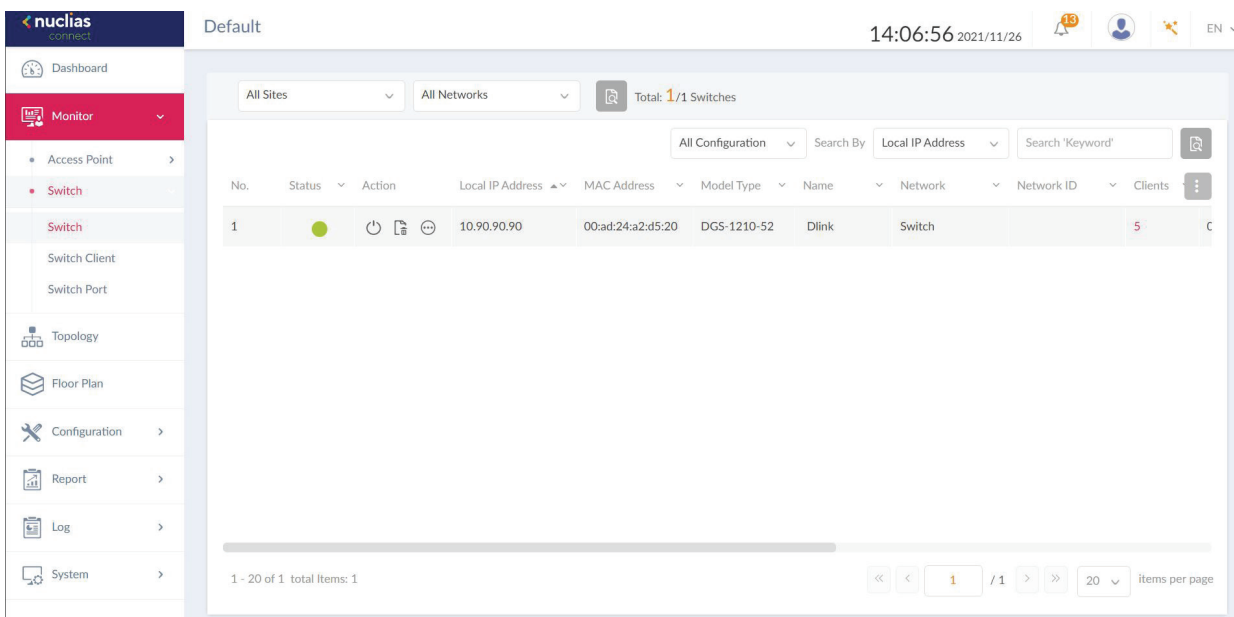 nuclias
connect
Default
14:06:56 2021/11/26
13
EN
Dashboard
Monitor
Access Point
Switch
Switch
Switch Client
Switch Port
Topology
Floor Plan
Configuration
Report
Log
System
All Sites
All Networks
Total: 1/1 Switches
All Configuration
Search By
Local IP Address
Search 'Keyword'
No. Status Action Local IP Address MAC Address Model Type Name Network Network ID Clients
1 10.90.90.90 00:ad:24:a2:d5:20 DGS-1210-52 Dlink Switch 5
1 - 20 of 1 total Items: 1
1 / 1
20 items per page